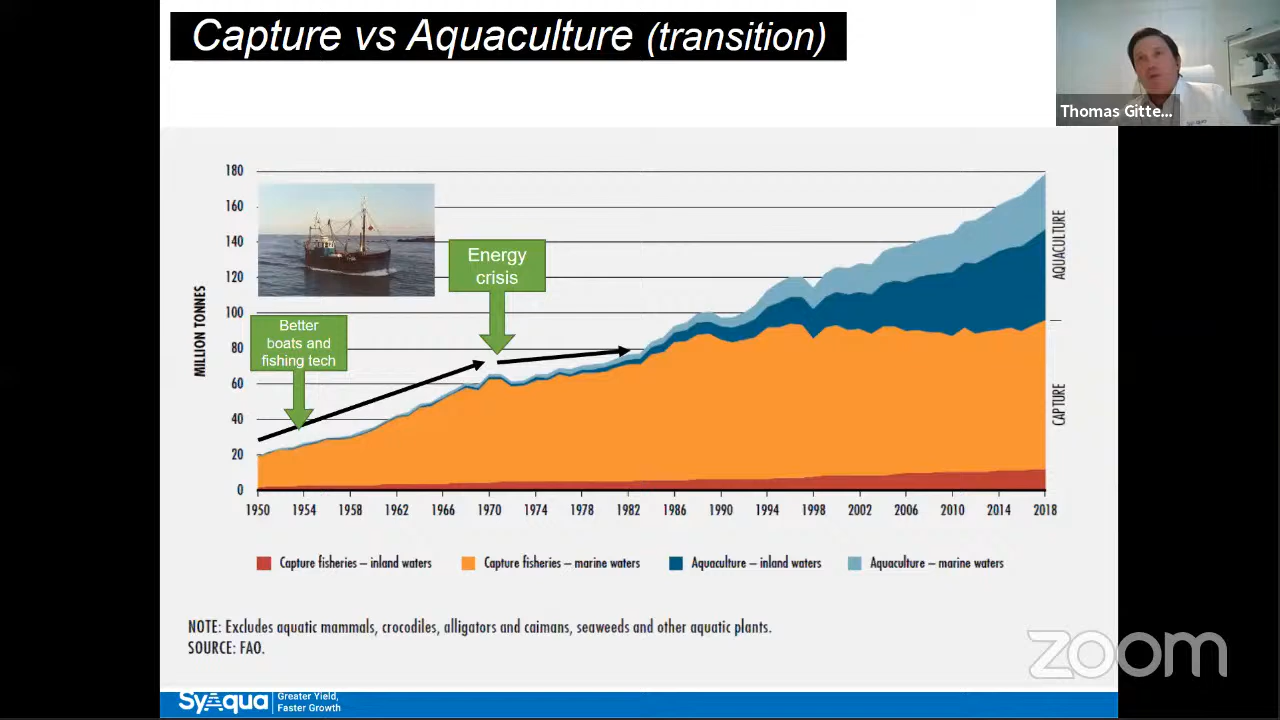 Capture vs Aquaculture (transition)
Thomas Gitte...
180
160
140
120
100
80
60
40
20
0
MILLION TONNES
Better
boats and
fishing tech
Energy
crisis
AQUACULTURE
CAPTURE
1950 1954 1958 1962 1966 1970 1974 1978 1982 1986 1990 1994 1998 2002 2006 2010 2014 2018
Capture fisheries – inland waters Capture fisheries – marine waters Aquaculture – inland waters Aquaculture – marine waters
NOTE: Excludes aquatic mammals, crocodiles, alligators and caimans, seaweeds and other aquatic plants.
SOURCE: FAO.
zoom
SyAqua
Greater Yield,
Faster Growth